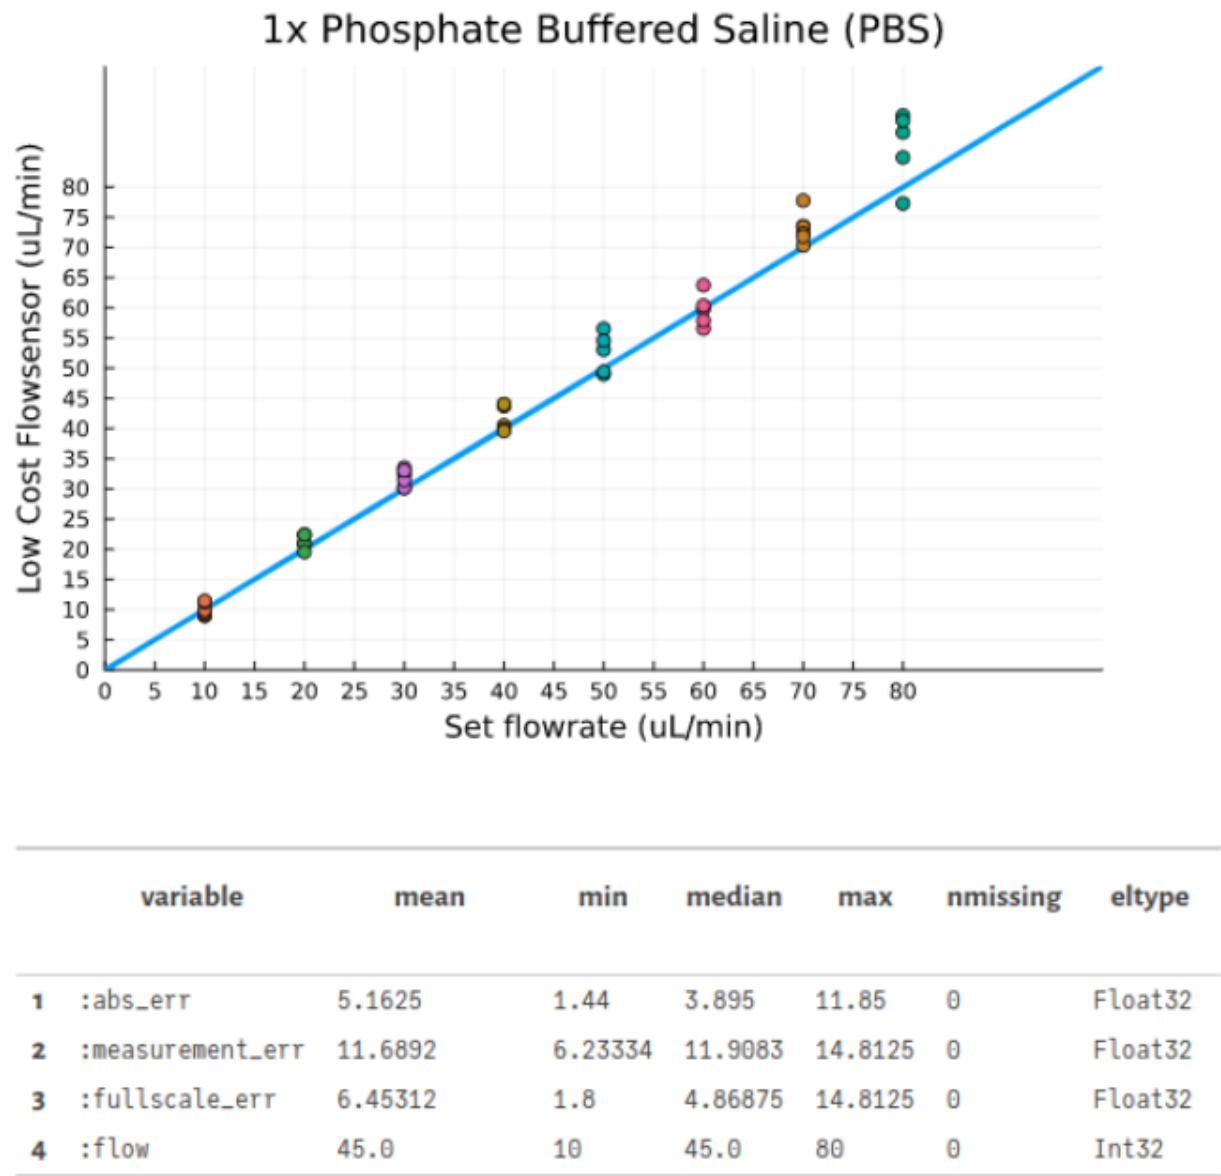 1x Phosphate Buffered Saline (PBS)
Low Cost Flowsensor (uL/min)
80
75
70
65
60
55
50
45
40
35
30
25
20
15
10
5
0
0 5 10 15 20 25 30 35 40 45 50 55 60 65 70 75 80
Set flowrate (uL/min)
variable mean min median max nmissing eltype
1 :abs_err 5.1625 1.44 3.895 11.85 0 Float32
2 :measurement_err 11.6892 6.23334 11.9083 14.8125 0 Float32
3 :fullscale_err 6.45312 1.8 4.86875 14.8125 0 Float32
4 :flow 45.0 10 45.0 80 0 Int32